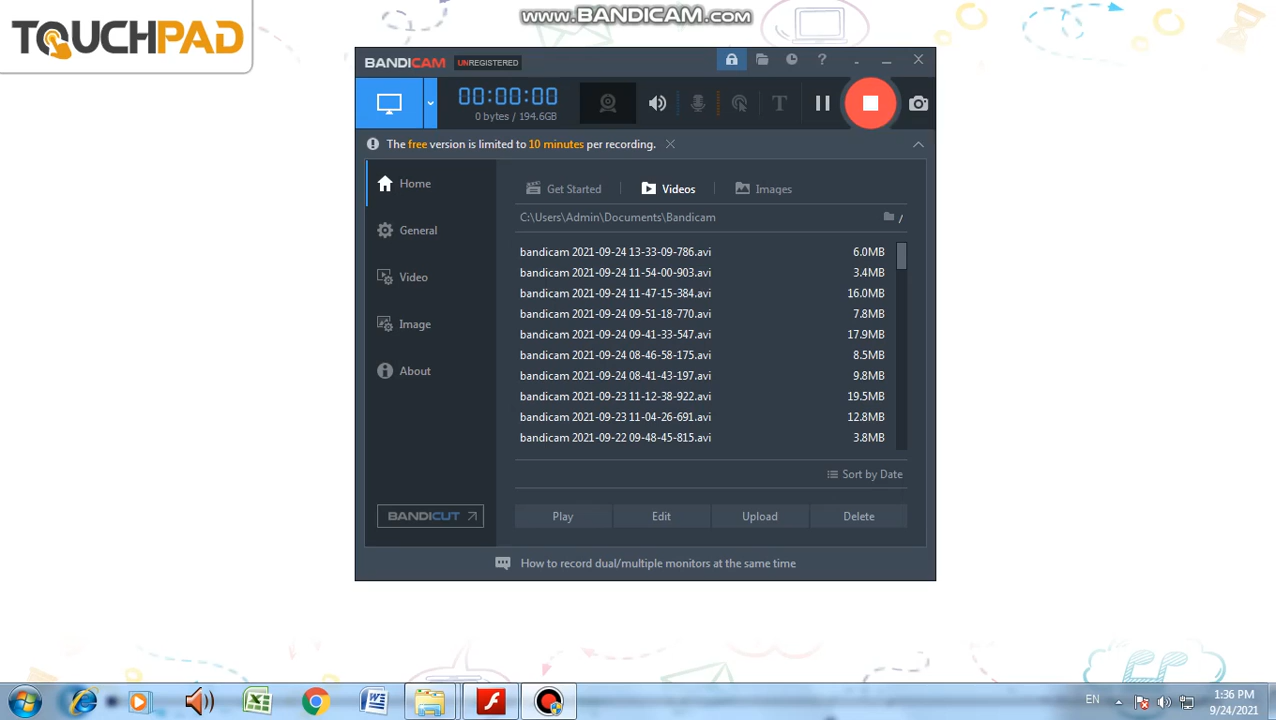 TOUCHPAD
www.BANDICAM.com
BANDICAM UNREGISTERED
00:00:00
0 bytes / 194.6GB
The free version is limited to 10 minutes per recording.
Home
General
Video
Image
About
BANDICUT
Get Started
Videos
Images
C:\Users\Admin\Documents\Bandicam
bandicam 2021-09-24 13-33-09-786.avi 6.0MB
bandicam 2021-09-24 11-54-00-903.avi 3.4MB
bandicam 2021-09-24 11-47-15-384.avi 16.0MB
bandicam 2021-09-24 09-51-18-770.avi 7.8MB
bandicam 2021-09-24 09-41-33-547.avi 17.9MB
bandicam 2021-09-24 08-46-58-175.avi 8.5MB
bandicam 2021-09-24 08-41-43-197.avi 9.8MB
bandicam 2021-09-23 11-12-38-922.avi 19.5MB
bandicam 2021-09-23 11-04-26-691.avi 12.8MB
bandicam 2021-09-22 09-48-45-815.avi 3.8MB
Sort by Date
Play Edit Upload Delete
How to record dual/multiple monitors at the same time
EN
1:36 PM
9/24/2021